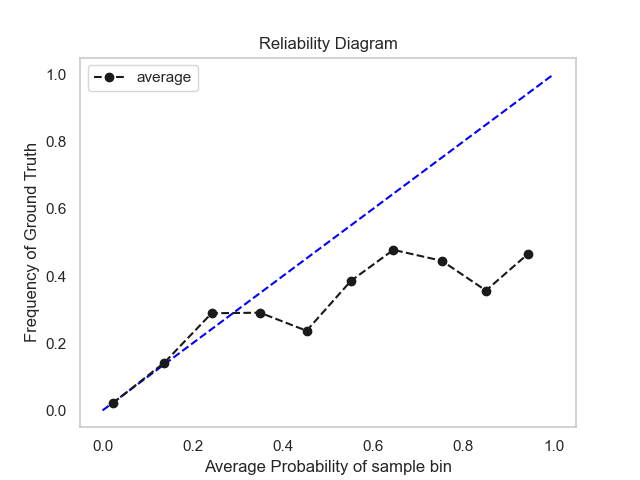 Reliability Diagram
average
1.0
0.8
0.6
0.4
0.2
0.0
Frequency of Ground Truth
0.0 0.2 0.4 0.6 0.8 1.0
Average Probability of sample bin